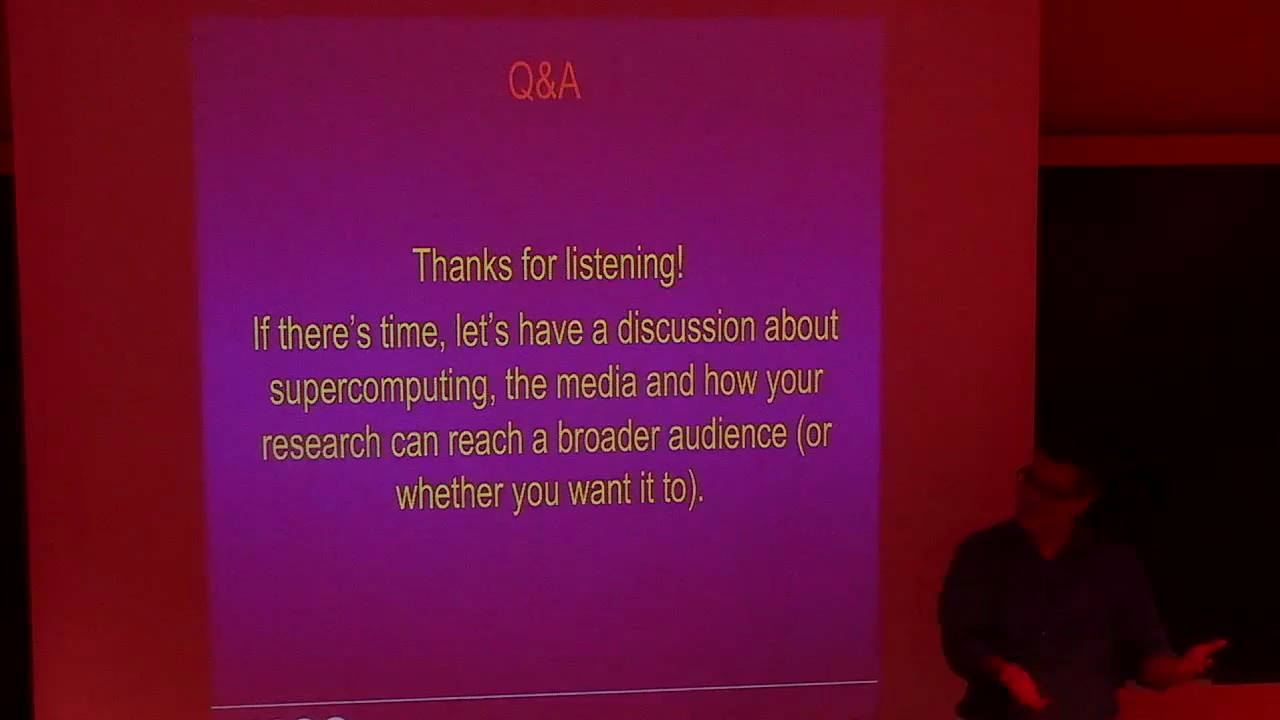 Q&A
Thanks for listening!
If there's time, let's have a discussion about
supercomputing, the media and how your
research can reach a broader audience (or
whether you want it to).